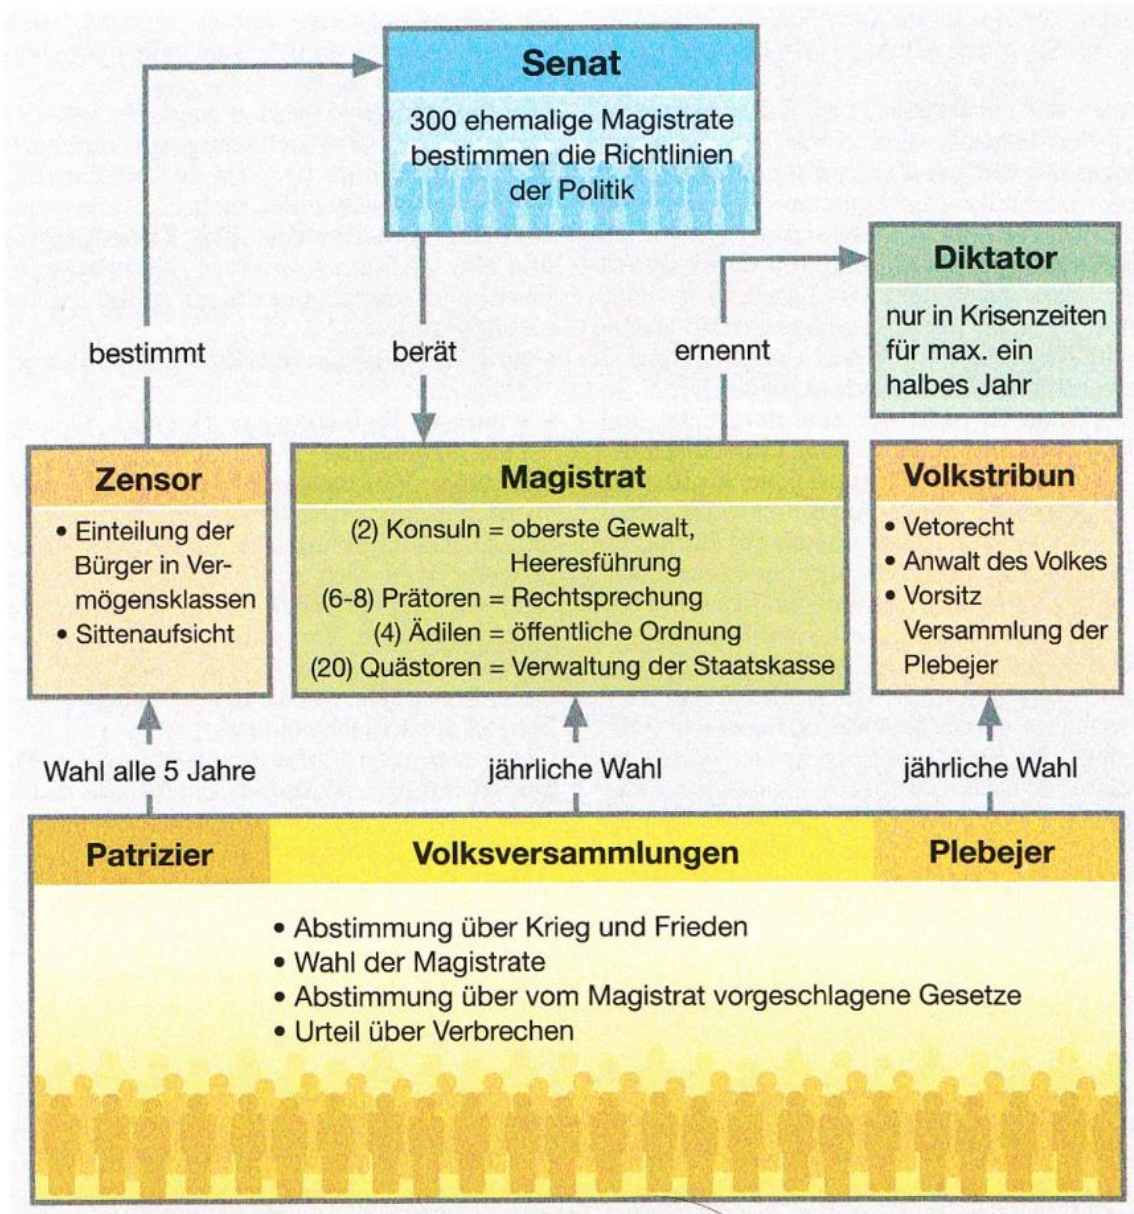 Senat
300 ehemalige Magistrate
bestimmen die Richtlinien
der Politik
Diktator
nur in Krisenzeiten
für max. ein
halbes Jahr
bestimmt
berät
ernennt
Zensor
• Einteilung der
Bürger in Ver-
mögensklassen
• Sittenaufsicht
Magistrat
(2) Konsuln = oberste Gewalt,
Heeresführung
(6-8) Prätoren = Rechtsprechung
(4) Ädilen = öffentliche Ordnung
(20) Quästoren = Verwaltung der Staatskasse
Volkstribun
• Vetorecht
• Anwalt des Volkes
• Vorsitz
Versammlung der
Plebejer
Wahl alle 5 Jahre
jährliche Wahl
jährliche Wahl
Patrizier
Volksversammlungen
Plebejer
• Abstimmung über Krieg und Frieden
• Wahl der Magistrate
• Abstimmung über vom Magistrat vorgeschlagene Gesetze
• Urteil über Verbrechen